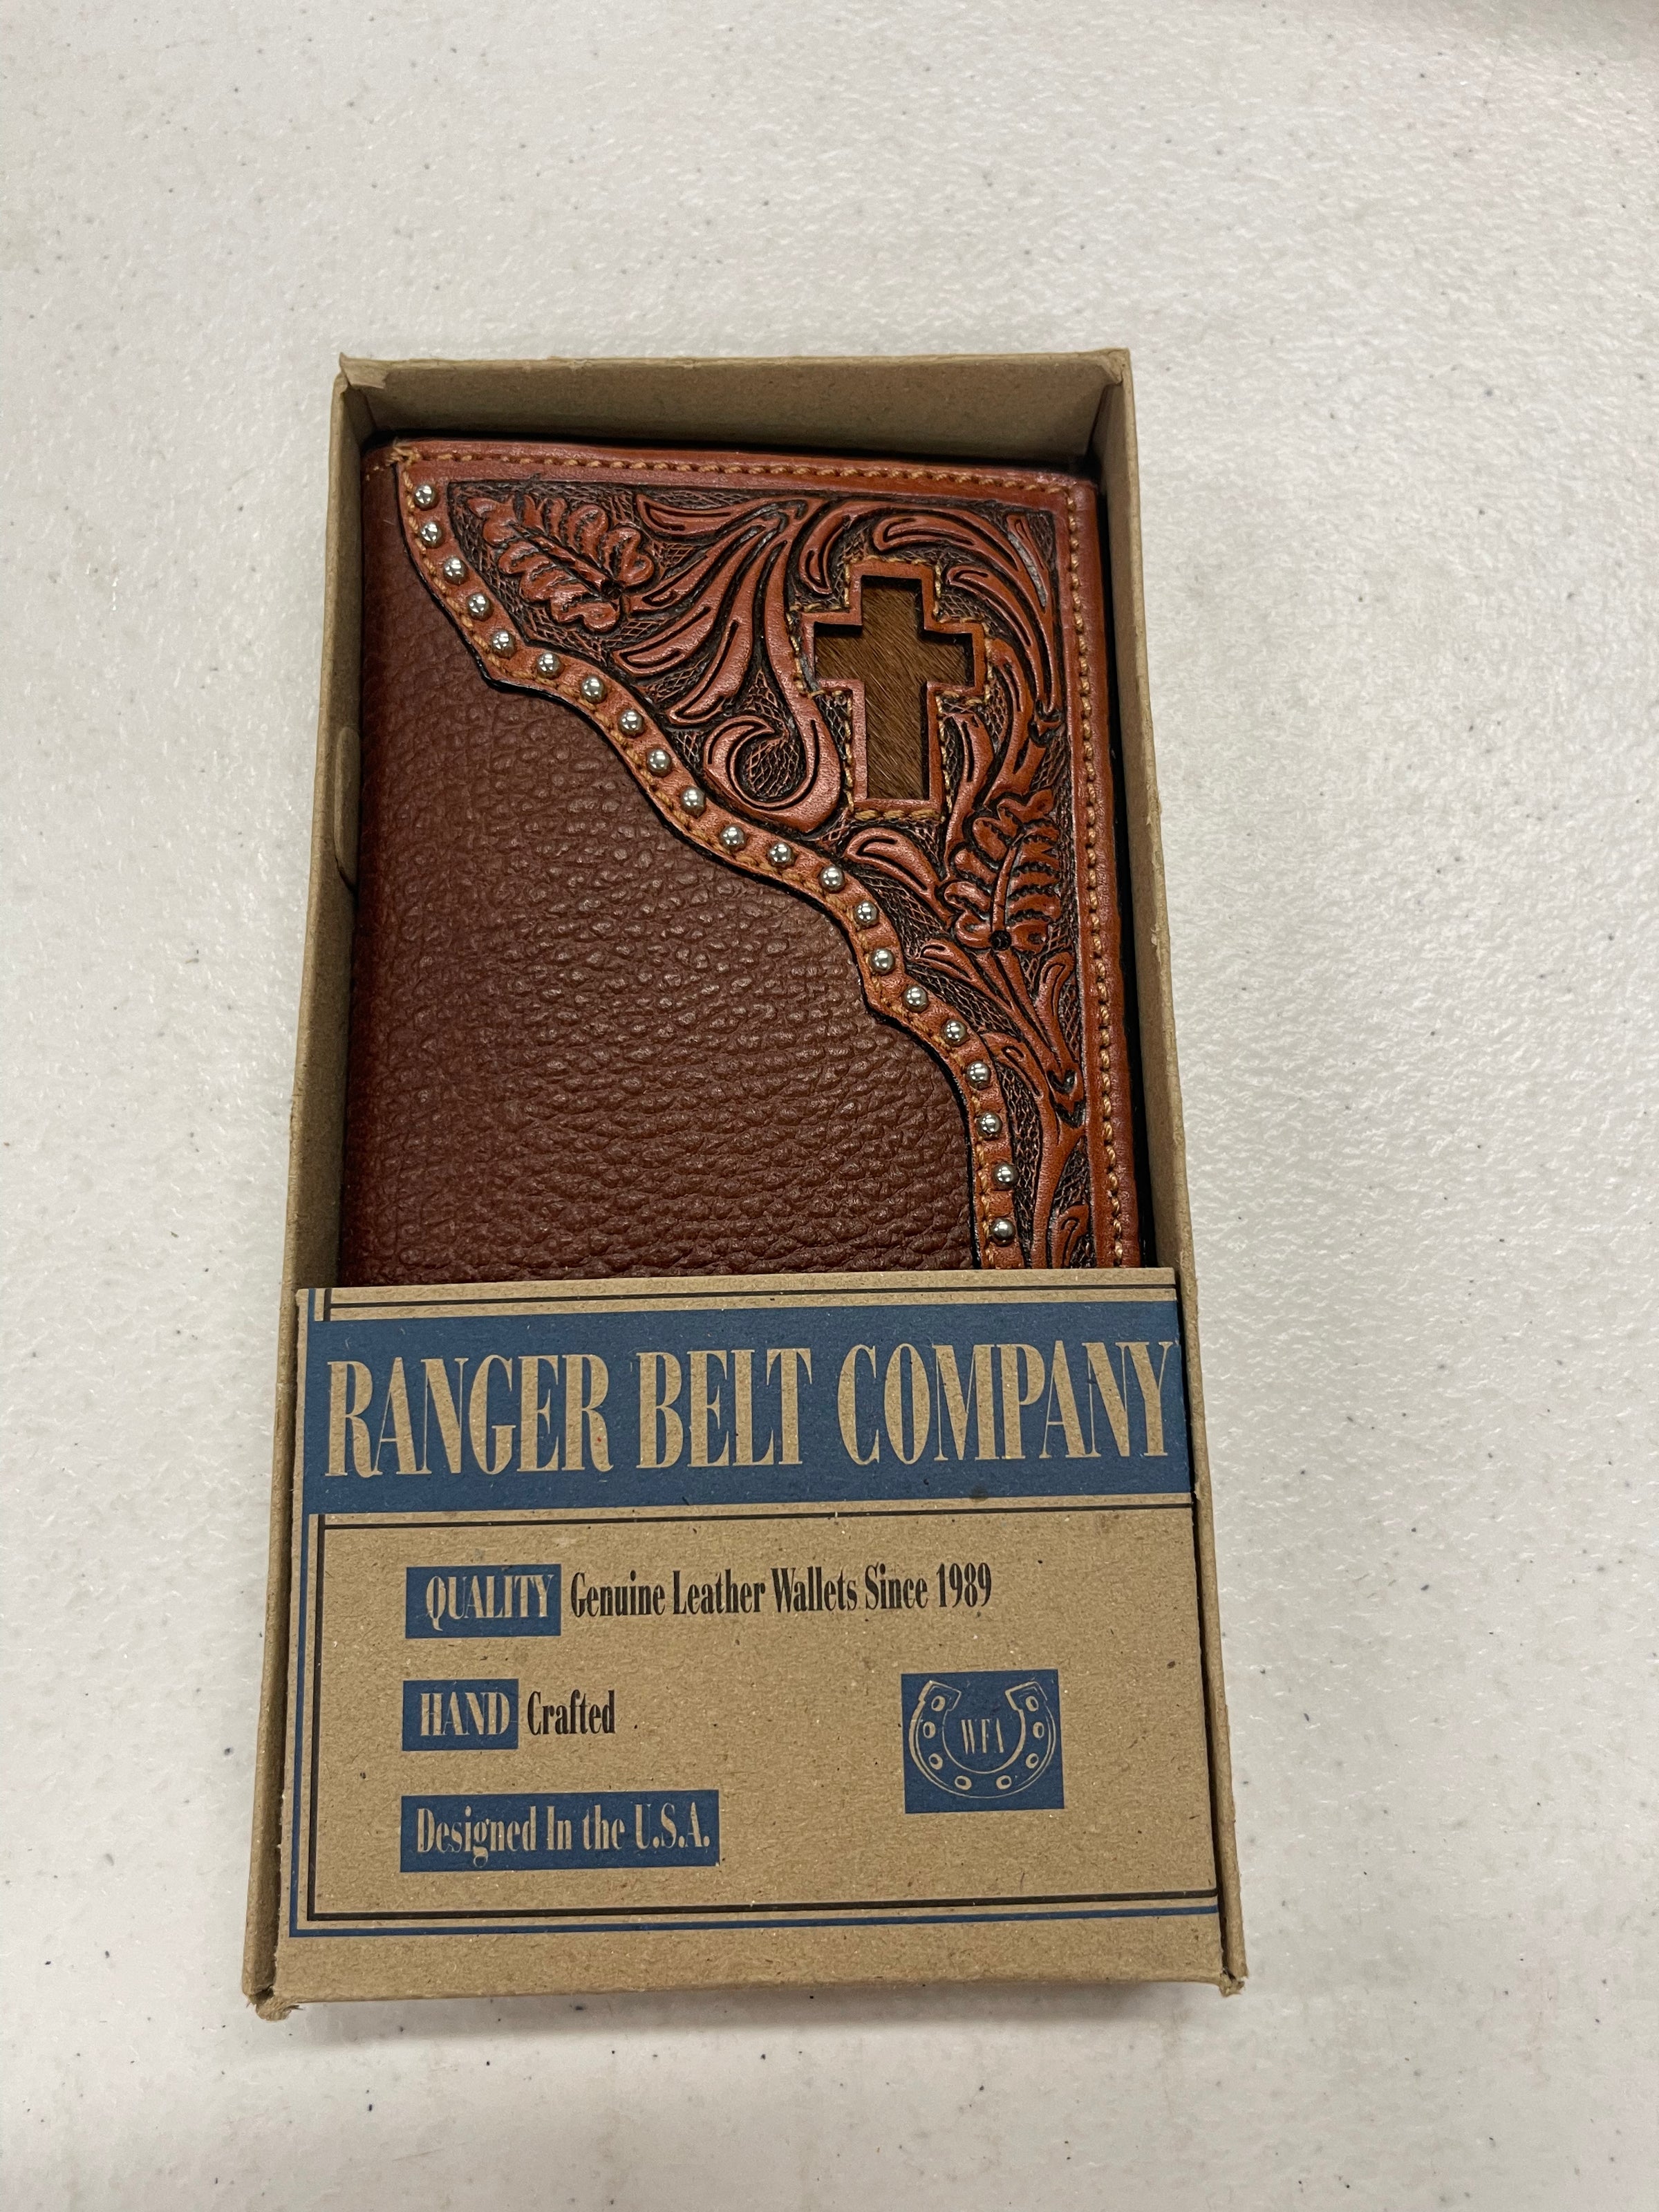 RANGER BELT COMPANY
QUALITY Genuine Leather Wallets Since 1989
HAND Crafted
WFA
Designed In the U.S.A.